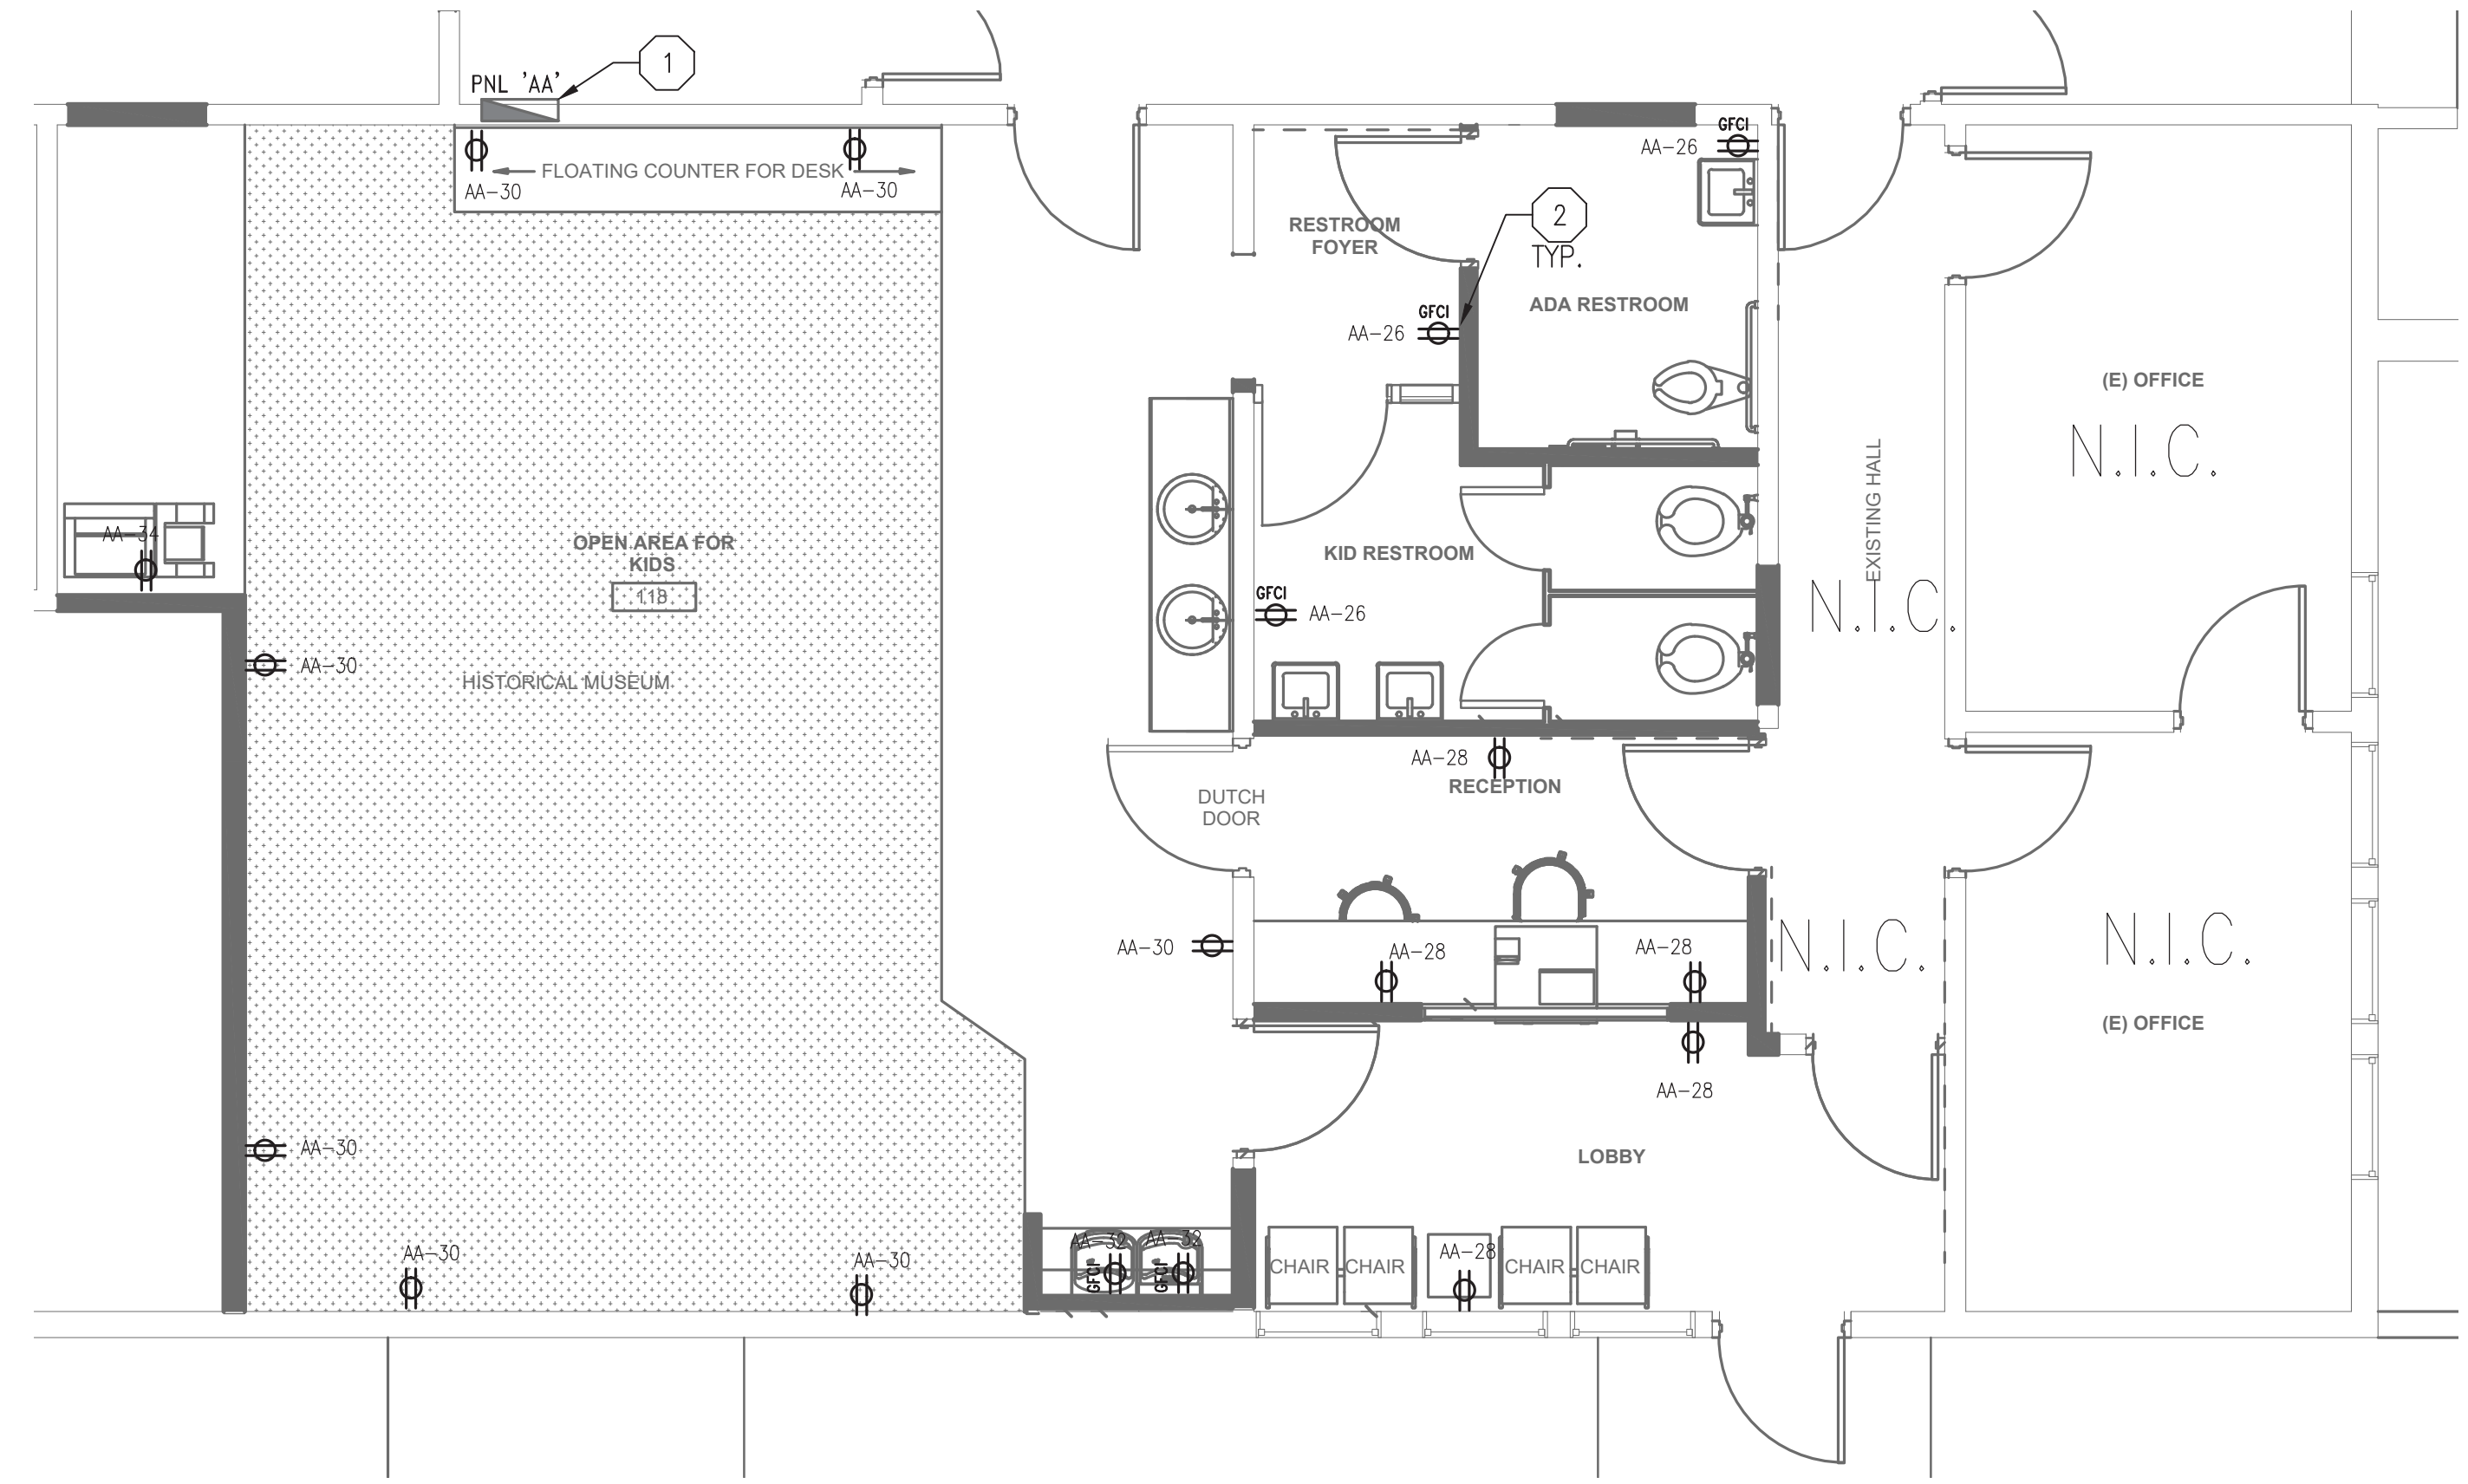 PNL 'AA'
1
GFCI
AA-26
FLOATING COUNTER FOR DESK
AA-30
AA-30
2
TYP.
RESTROOM
FOYER
ADA RESTROOM
GFCI
AA-26
(E) OFFICE
N.I.C.
EXISTING HALL
AA-34
OPEN AREA FOR
KIDS
118
KID RESTROOM
GFCI
AA-26
N.I.C.
AA-30
HISTORICAL MUSEUM
AA-28
RECEPTION
DUTCH
DOOR
AA-30
AA-28
AA-28
N.I.C.
N.I.C.
(E) OFFICE
AA-28
AA-30
LOBBY
AA-30
AA-30
AA-32
AA-32
GFCI
GFCI
AA-28
CHAIR
CHAIR
CHAIR
CHAIR